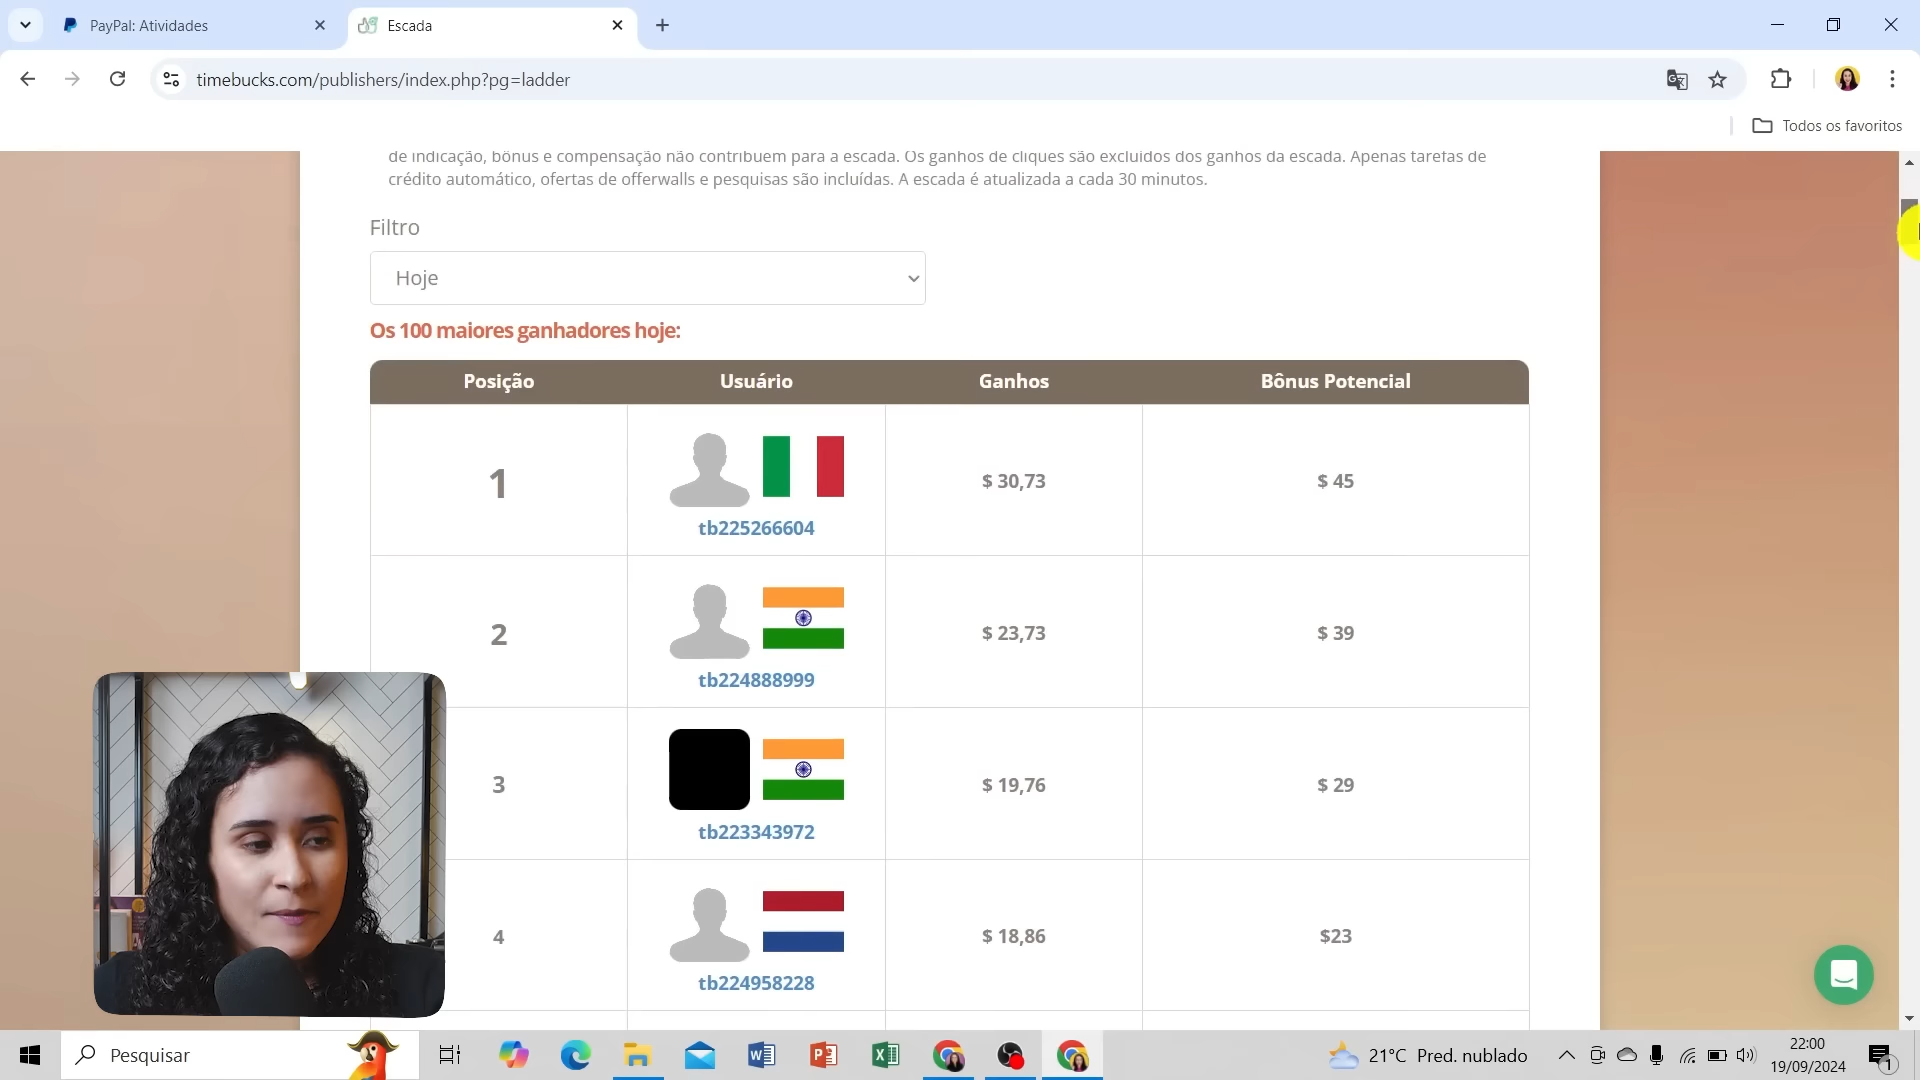 PayPal: Atividades
Escada
timebucks.com/publishers/index.php?pg=ladder
Todos os favoritos
de indicação, bônus e compensação não contribuem para a escada. Os ganhos de cliques são excluídos dos ganhos da escada. Apenas tarefas de
crédito automático, ofertas de offerwalls e pesquisas são incluídas. A escada é atualizada a cada 30 minutos.
Filtro
Hoje
Os 100 maiores ganhadores hoje:
Posição Usuário Ganhos Bônus Potencial
1 tb225266604 $ 30,73 $ 45
2 tb224888999 $ 23,73 $ 39
3 tb223343972 $ 19,76 $ 29
4 tb224958228 $ 18,86 $23
Pesquisar
21°C Pred. nublado
22:00
19/09/2024
1